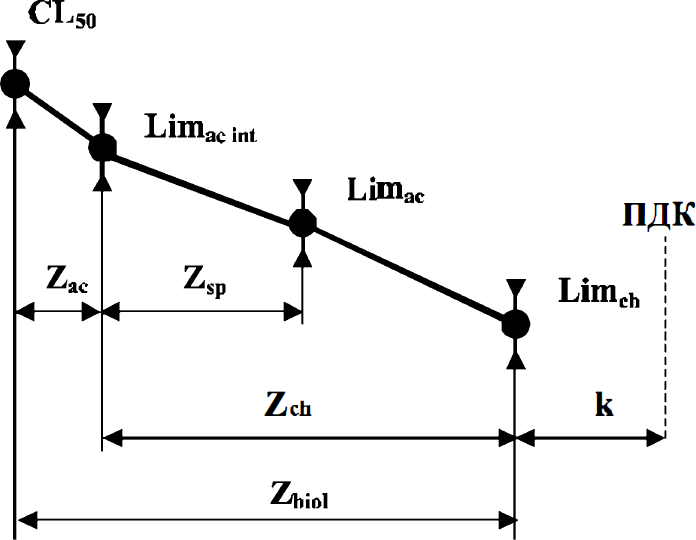 CL50
Limac int
Limac
ПДК
Zac
Zsp
Limch
Zch
k
Zbiol